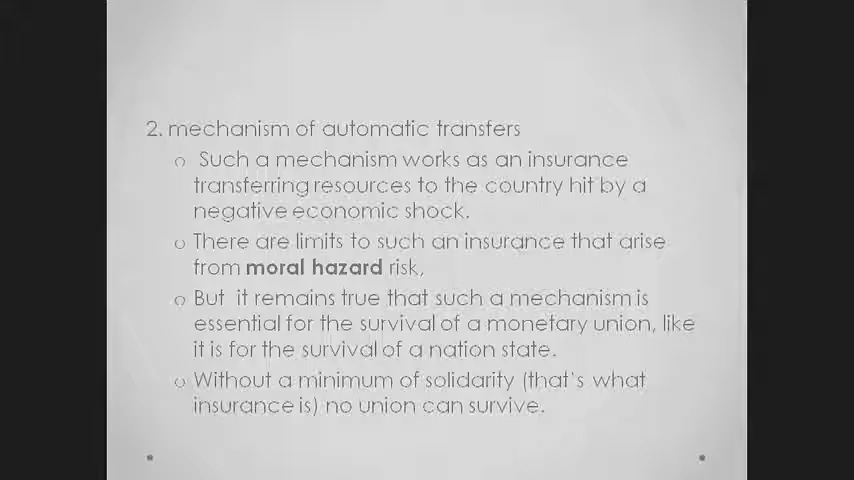 2. mechanism of automatic transfers
o Such a mechanism works as an insurance
transferring resources to the country hit by a
negative economic shock.
o There are limits to such an insurance that arise
from moral hazard risk,
o But it remains true that such a mechanism is
essential for the survival of a monetary union, like
it is for the survival of a nation state.
o Without a minimum of solidarity (that's what
insurance is) no union can survive.